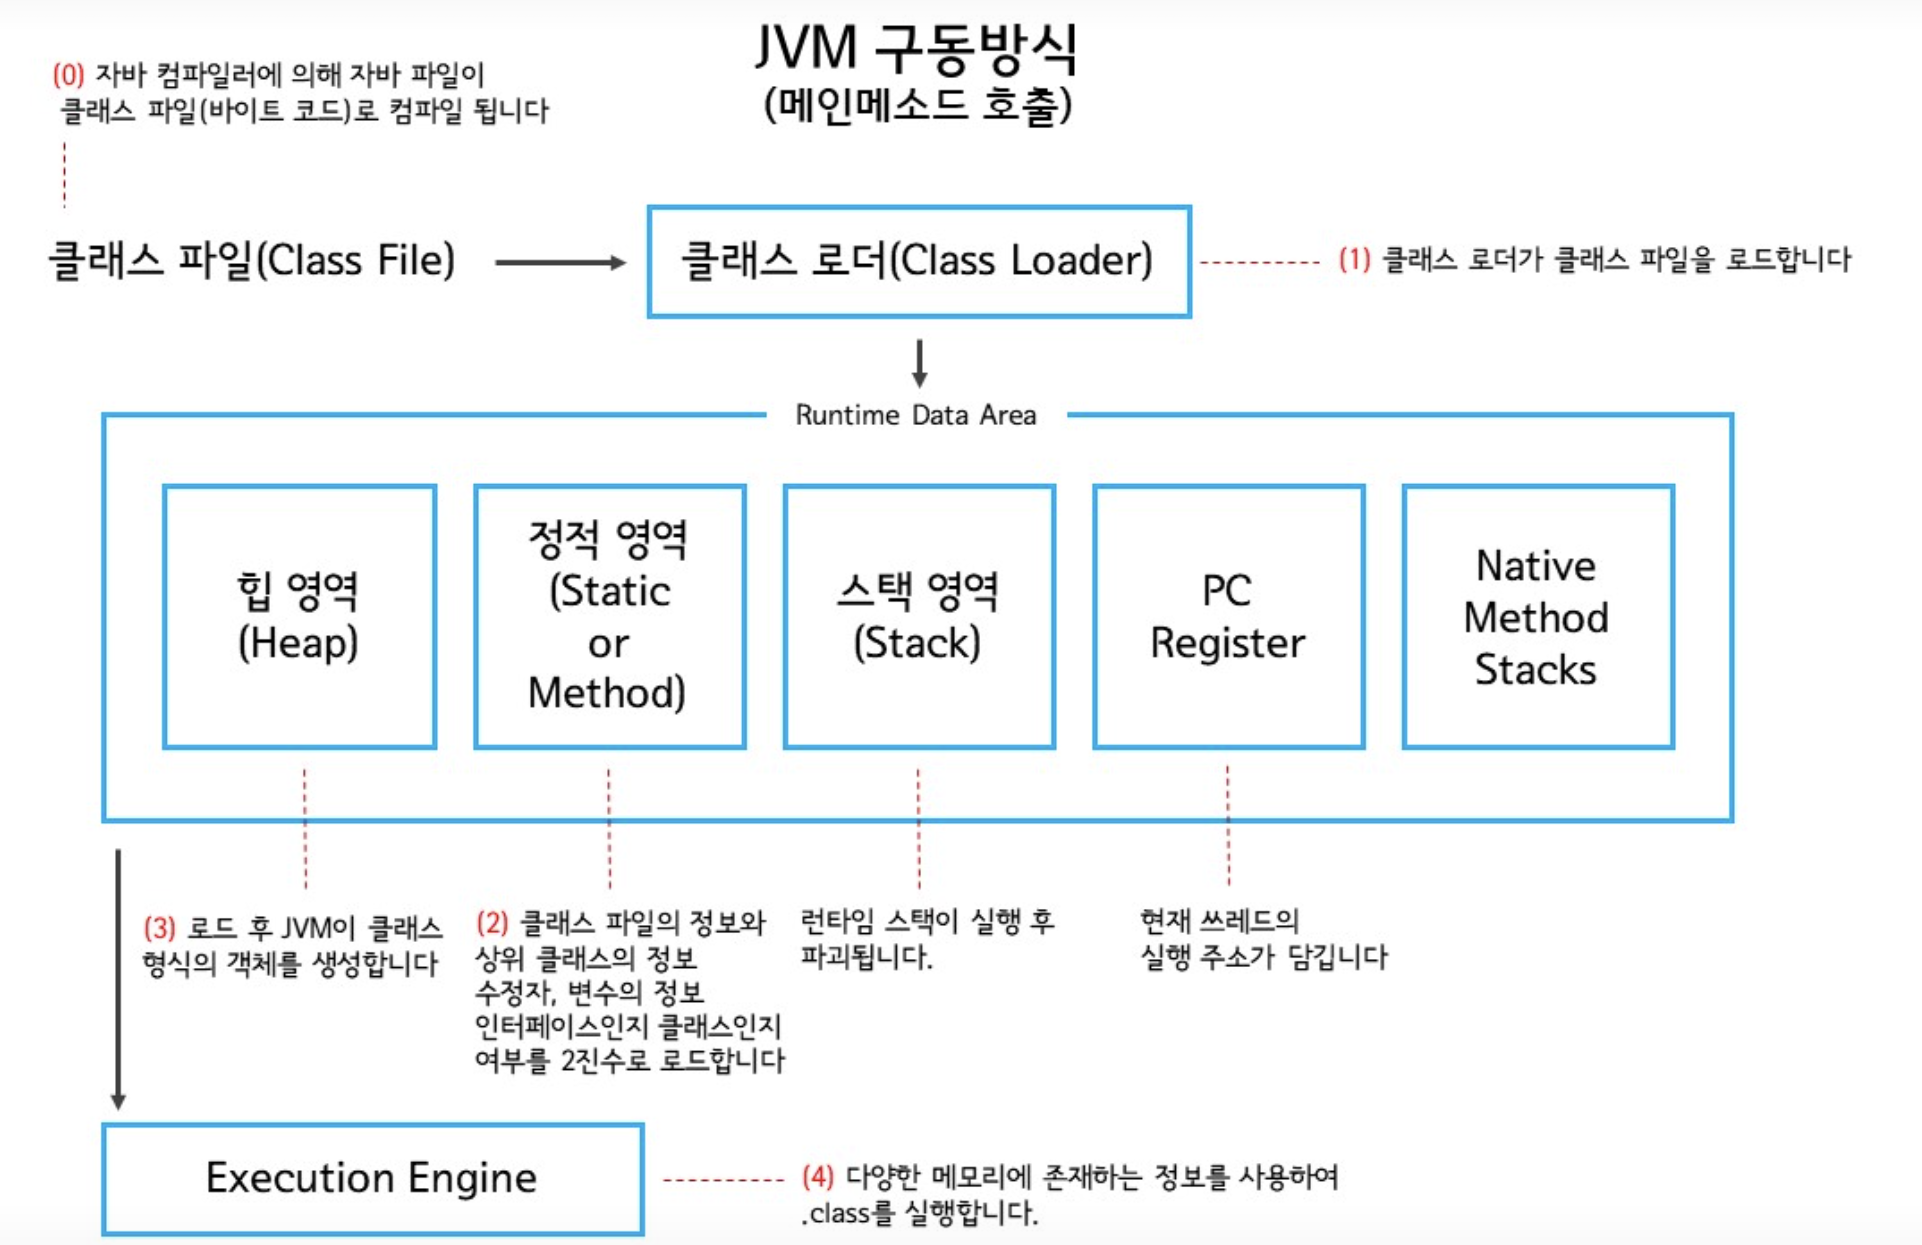 JVM 구동방식
(메인메소드 호출)
(0) 자바 컴파일러에 의해 자바 파일이
클래스 파일(바이트 코드)로 컴파일 됩니다
클래스 파일(Class File)
클래스 로더(Class Loader)
(1) 클래스 로더가 클래스 파일을 로드합니다
Runtime Data Area
힙 영역
(Heap)
정적 영역
(Static
or
Method)
스택 영역
(Stack)
PC
Register
Native
Method
Stacks
(3) 로드 후 JVM이 클래스
형식의 객체를 생성합니다
(2) 클래스 파일의 정보와
상위 클래스의 정보
수정자, 변수의 정보
인터페이스인지 클래스인지
여부를 2진수로 로드합니다
런타임 스택이 실행 후
파괴됩니다.
현재 쓰레드의
실행 주소가 담깁니다
Execution Engine
(4) 다양한 메모리에 존재하는 정보를 사용하여
.class를 실행합니다.